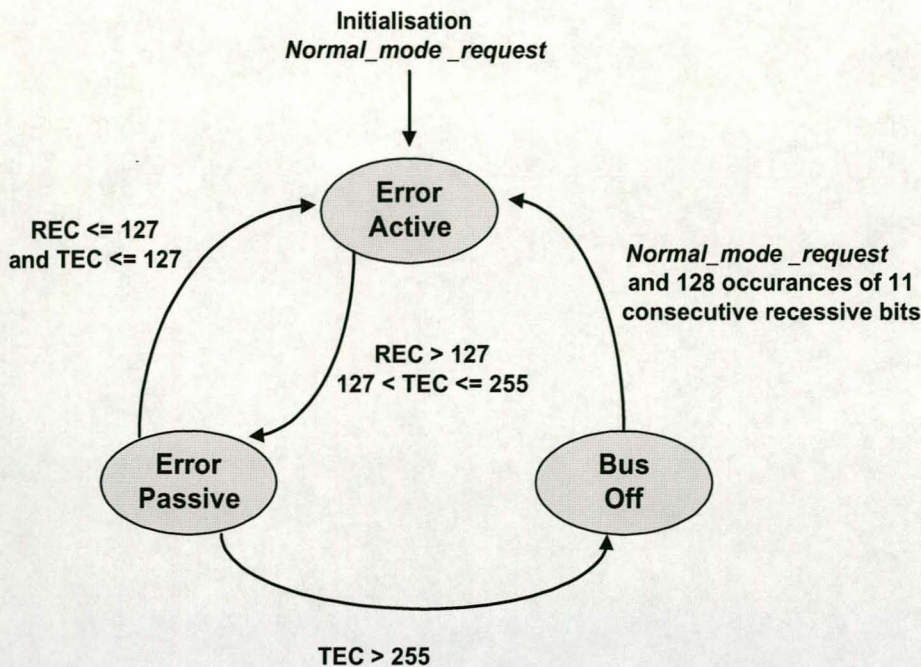 Initialisation
Normal_mode _request
Error
Active
REC <= 127
and TEC <= 127
Normal_mode _request
and 128 occurances of 11
consecutive recessive bits
REC > 127
127 < TEC <= 255
Error
Passive
Bus
Off
TEC > 255